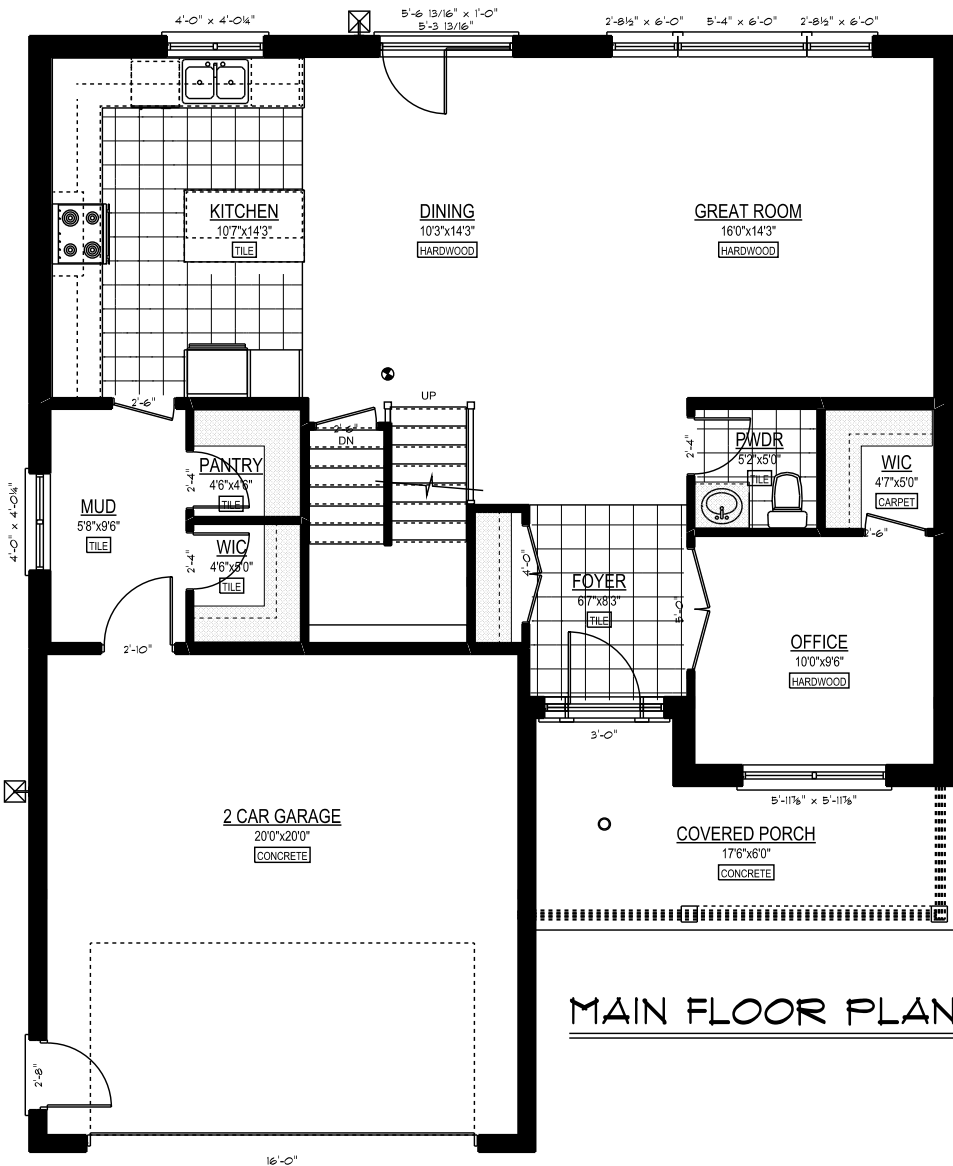 4'-0" x 4'-0¼"
5'-6 13/16" x 1'-0"
5'-3 13/16"
2'-8½" x 6'-0"
5'-4" x 6'-0"
2'-8½" x 6'-0"
KITCHEN
10'7"x14'3"
TILE
DINING
10'3"x14'3"
HARDWOOD
GREAT ROOM
16'0"x14'3"
HARDWOOD
2'-6"
2'-6"
DN
UP
PANTRY
4'6"x4'6"
TILE
2'-4"
MUD
5'8"x9'6"
TILE
4'-0" x 4'-0¼"
WIC
4'6"x5'0"
TILE
2'-4"
2'-10"
PWDR
5'2"x5'0"
TILE
2'-4"
WIC
4'7"x5'0"
CARPET
2'-6"
4'-0"
FOYER
6'7"x8'3"
TILE
5'-0"
3'-0"
OFFICE
10'0"x9'6"
HARDWOOD
5'-11⅞" x 5'-11⅞"
2 CAR GARAGE
20'0"x20'0"
CONCRETE
COVERED PORCH
17'6"x6'0"
CONCRETE
MAIN FLOOR PLAN
2'-8"
16'-0"